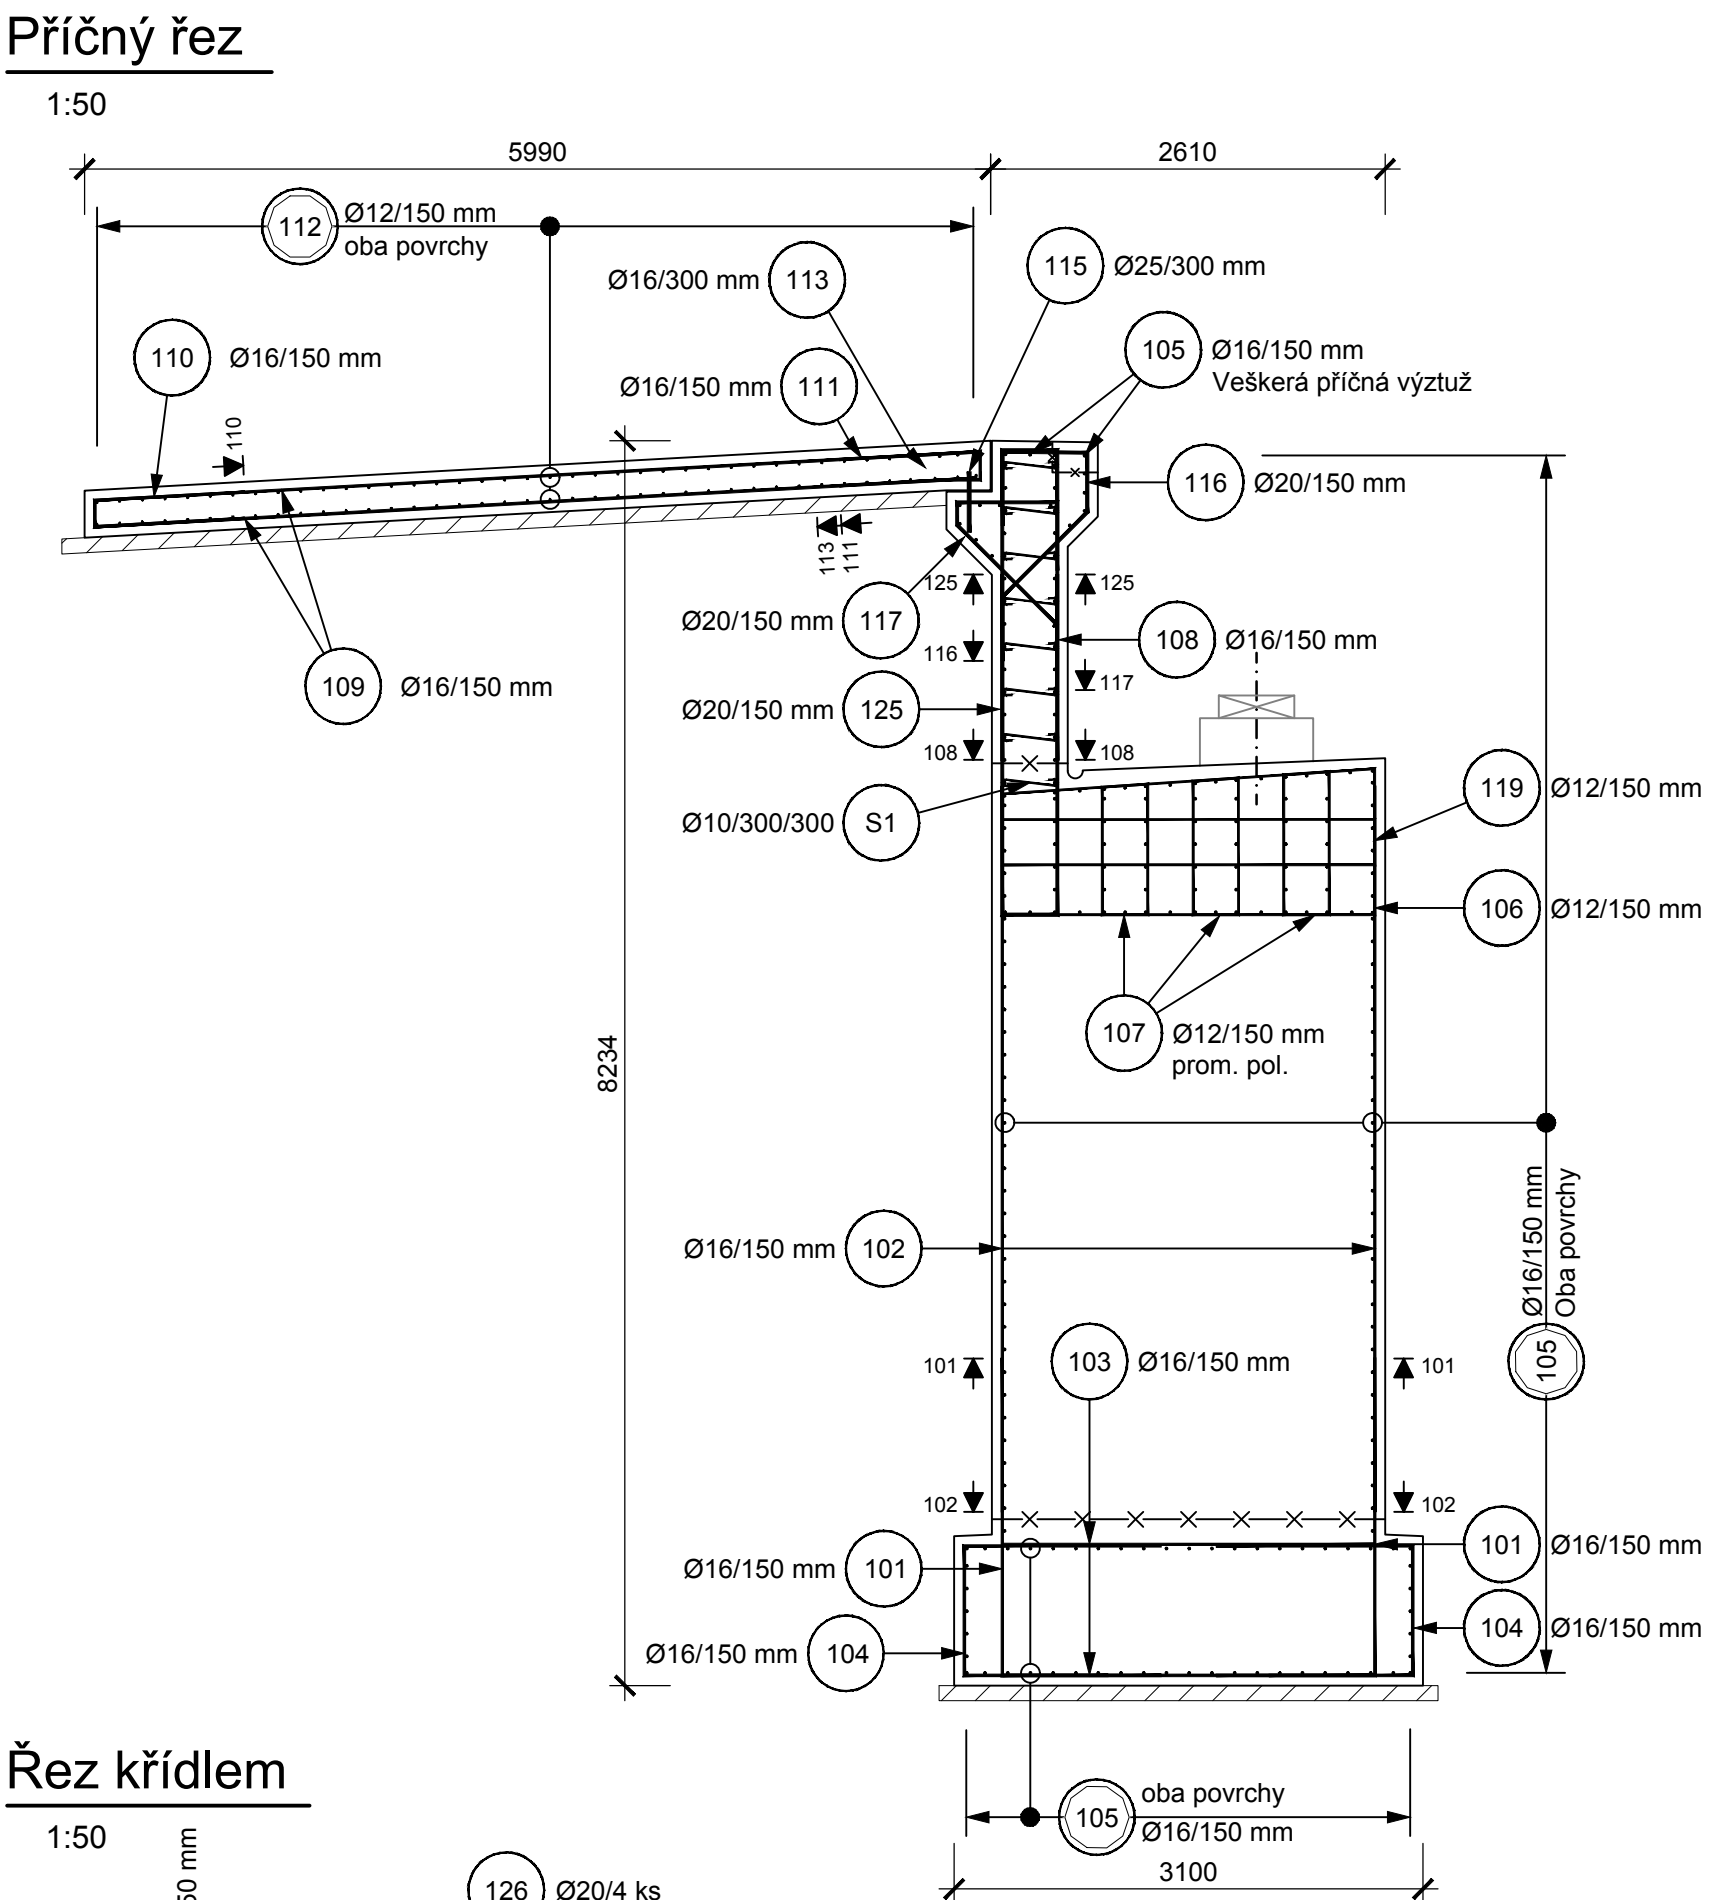 Příčný řez
1:50
5990
2610
112
Ø12/150 mm
oba povrchy
Ø16/300 mm
113
115
Ø25/300 mm
110
Ø16/150 mm
Ø16/150 mm
111
105
Ø16/150 mm
Veškerá příčná výztuž
110
116
Ø20/150 mm
113
111
125
125
Ø20/150 mm
117
108
Ø16/150 mm
116
117
109
Ø16/150 mm
Ø20/150 mm
125
108
108
119
Ø12/150 mm
Ø10/300/300
S1
106
Ø12/150 mm
107
Ø12/150 mm
prom. pol.
8234
Ø16/150 mm
Oba povrchy
105
Ø16/150 mm
102
101
103
Ø16/150 mm
101
102
102
Ø16/150 mm
101
101
Ø16/150 mm
Ø16/150 mm
104
104
Ø16/150 mm
Řez křídlem
1:50
105
oba povrchy
Ø16/150 mm
3100
50 mm
126
Ø20/4 ks